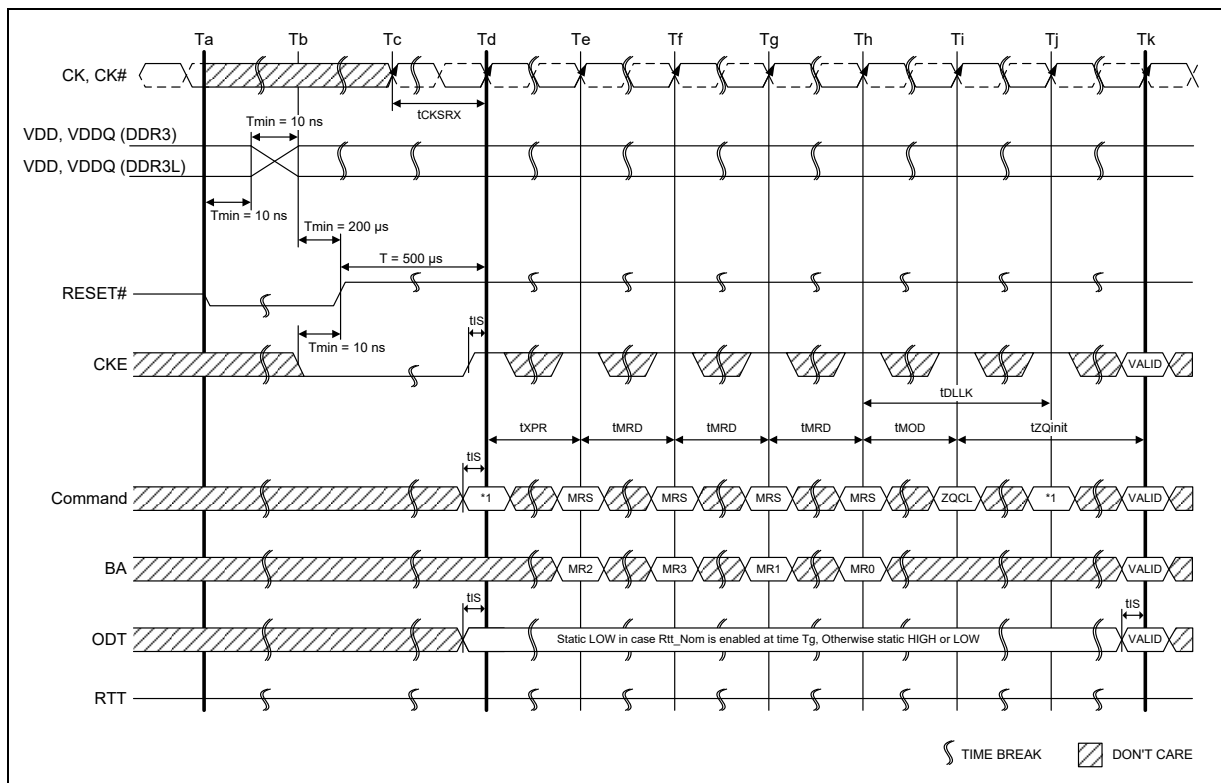 Ta Tb Tc Td Te Tf Tg Th Ti Tj Tk
CK, CK#
tCKSRX
Tmin = 10 ns
VDD, VDDQ (DDR3)
VDD, VDDQ (DDR3L)
Tmin = 10 ns
Tmin = 200 µs
T = 500 µs
RESET#
tIS
Tmin = 10 ns
CKE
VALID
tDLLK
tXPR tMRD tMRD tMRD tMOD tZQinit
tIS
Command *1 MRS MRS MRS MRS ZQCL *1 VALID
BA MR2 MR3 MR1 MR0 VALID
tIS tIS
ODT Static LOW in case Rtt_Nom is enabled at time Tg, Otherwise static HIGH or LOW VALID
RTT
TIME BREAK DON'T CARE